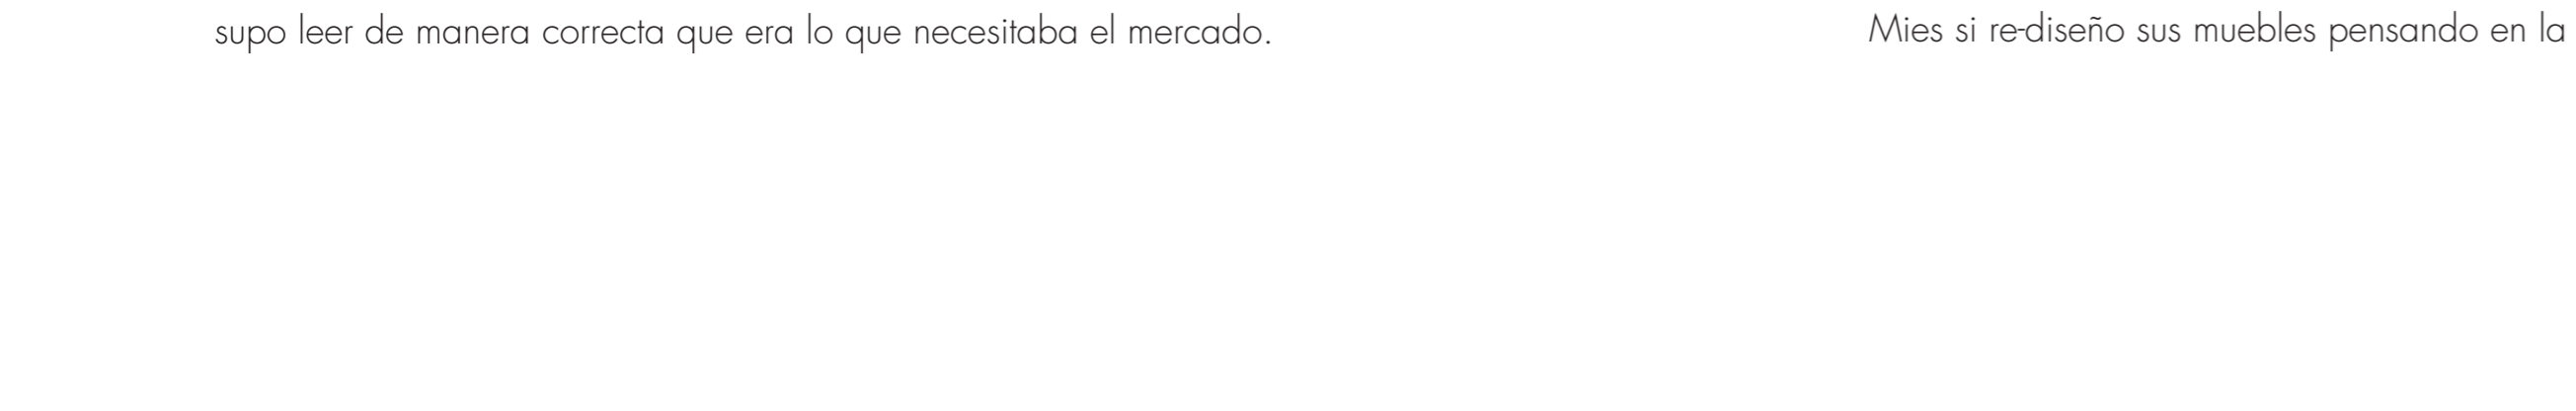 supo leer de manera correcta que era lo que necesitaba el mercado.
Mies si re-diseño sus muebles pensando en la